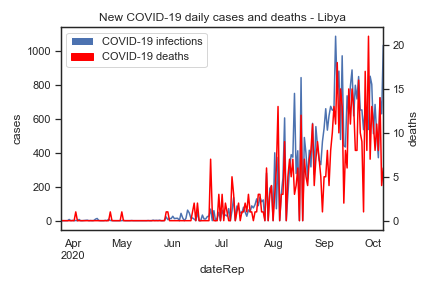 New COVID-19 daily cases and deaths - Libya
COVID-19 infections
COVID-19 deaths
1000
800
600
400
200
0
cases
20
15
10
5
0
deaths
Apr
2020
May
Jun
Jul
Aug
Sep
Oct
dateRep